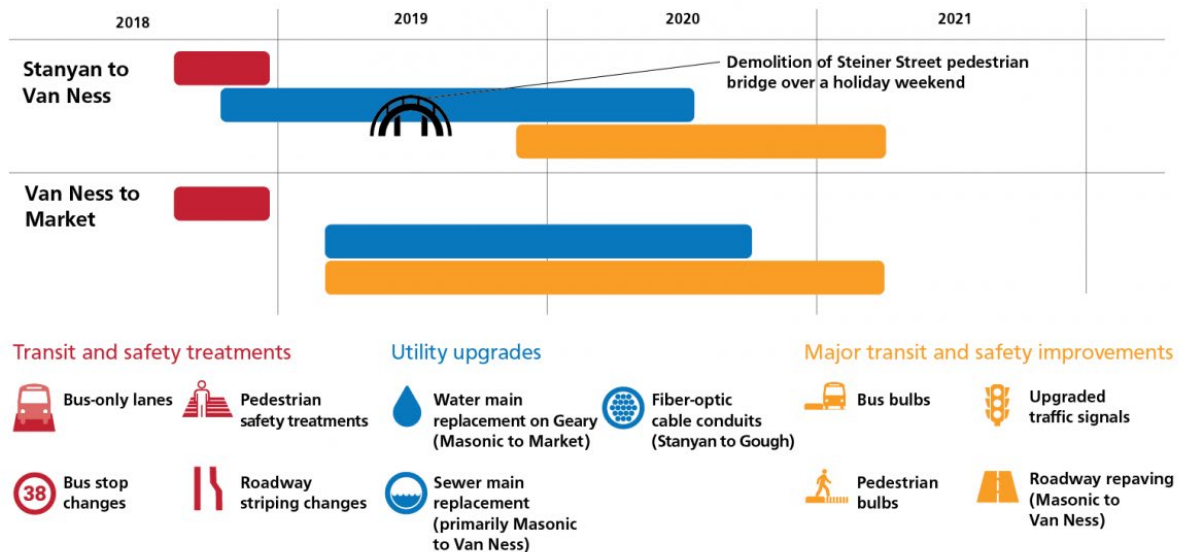 2018 2019 2020 2021
Stanyan to
Van Ness
Demolition of Steiner Street pedestrian
bridge over a holiday weekend
Van Ness to
Market
Transit and safety treatments
Bus-only lanes
Pedestrian
safety treatments
38
Bus stop
changes
Roadway
striping changes
Utility upgrades
Water main
replacement on Geary
(Masonic to Market)
Fiber-optic
cable conduits
(Stanyan to Gough)
Sewer main
replacement
(primarily Masonic
to Van Ness)
Major transit and safety improvements
Bus bulbs
Upgraded
traffic signals
Pedestrian
bulbs
Roadway repaving
(Masonic to
Van Ness)